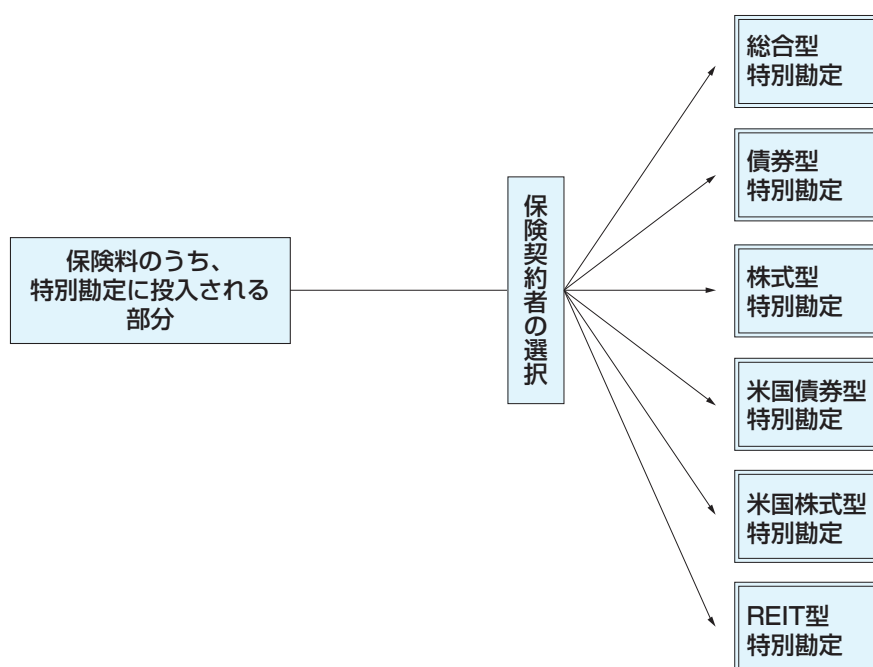 保険料のうち、
特別勘定に投入される
部分
保険契約者の選択
総合型
特別勘定
債券型
特別勘定
株式型
特別勘定
米国債券型
特別勘定
米国株式型
特別勘定
REIT型
特別勘定